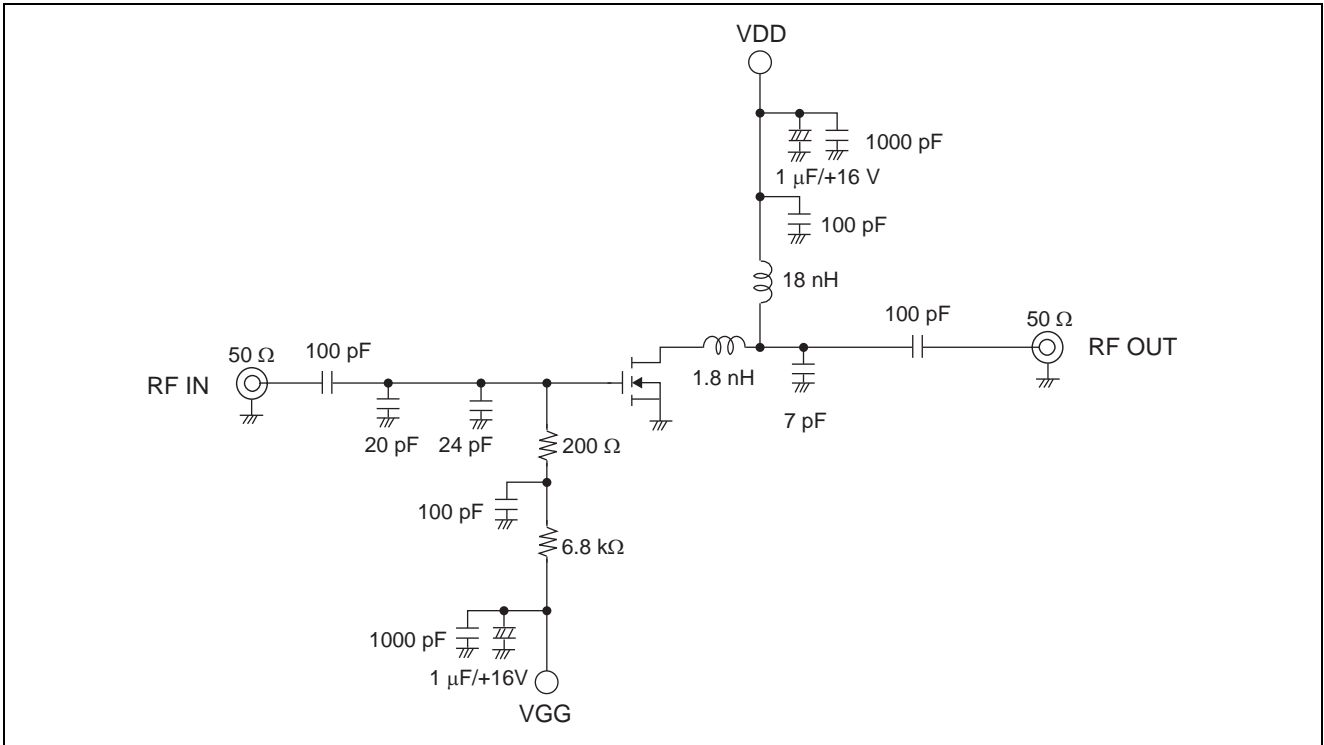 VDD
1000 pF
1 μF/+16 V
100 pF
18 nH
100 pF
50 Ω
RF OUT
1.8 nH
7 pF
50 Ω
100 pF
RF IN
20 pF
24 pF
200 Ω
100 pF
6.8 kΩ
1000 pF
1 μF/+16V
VGG